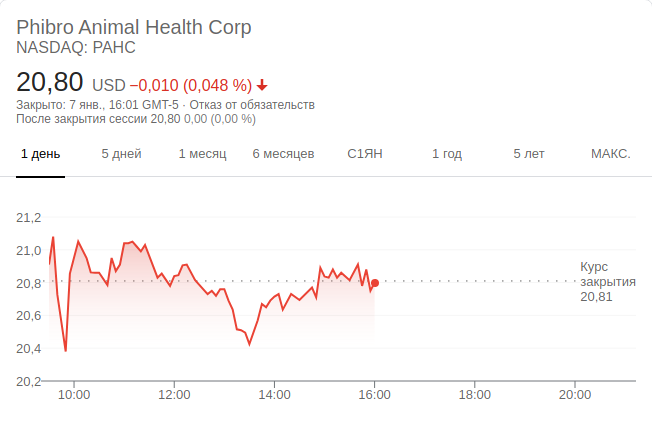 Phibro Animal Health Corp
NASDAQ: PAHC
20,80 USD −0,010 (0,048 %)
Закрыто: 7 янв., 16:01 GMT-5 · Отказ от обязательств
После закрытия сессии 20,80 0,00 (0,00 %)
1 день 5 дней 1 месяц 6 месяцев С1ЯН 1 год 5 лет МАКС.
21,2
21,0
20,8
20,6
20,4
20,2
Курс
закрытия
20,81
10:00 12:00 14:00 16:00 18:00 20:00